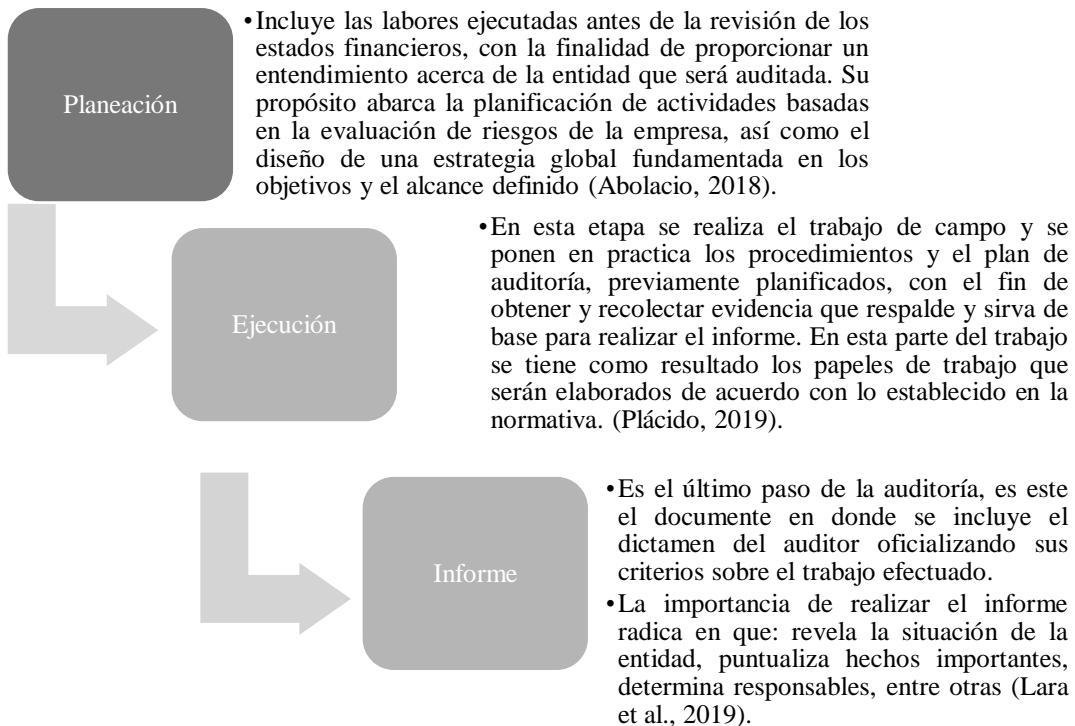 Planeación
•Incluye las labores ejecutadas antes de la revisión de los
estados financieros, con la finalidad de proporcionar un
entendimiento acerca de la entidad que será auditada. Su
propósito abarca la planificación de actividades basadas
en la evaluación de riesgos de la empresa, así como el
diseño de una estrategia global fundamentada en los
objetivos y el alcance definido (Abolacio, 2018).
Ejecución
•En esta etapa se realiza el trabajo de campo y se
ponen en practica los procedimientos y el plan de
auditoría, previamente planificados, con el fin de
obtener y recolectar evidencia que respalde y sirva de
base para realizar el informe. En esta parte del trabajo
se tiene como resultado los papeles de trabajo que
serán elaborados de acuerdo con lo establecido en la
normativa. (Plácido, 2019).
Informe
•Es el último paso de la auditoría, es este
el documente en donde se incluye el
dictamen del auditor oficializando sus
criterios sobre el trabajo efectuado.
•La importancia de realizar el informe
radica en que: revela la situación de la
entidad, puntualiza hechos importantes,
determina responsables, entre otras (Lara
et al., 2019).